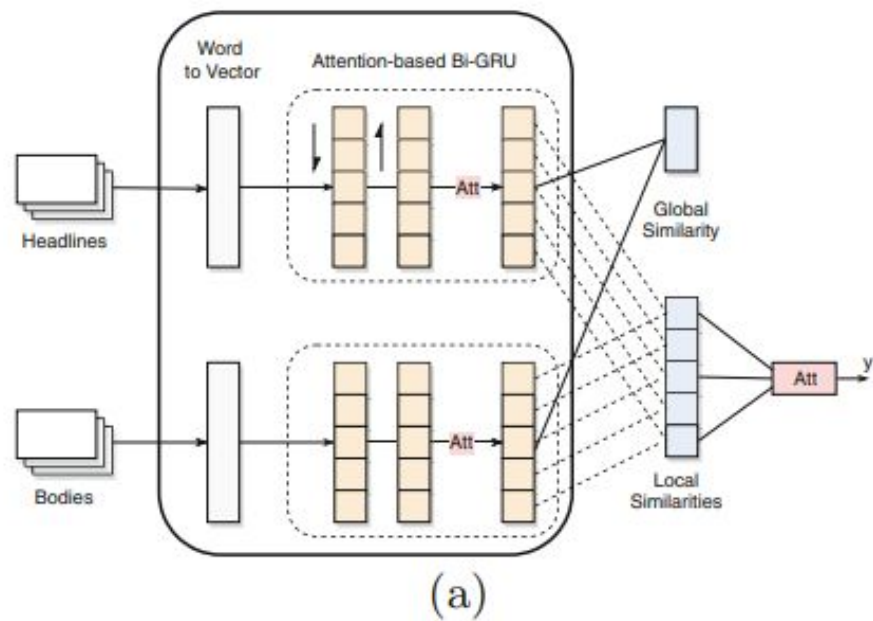 Word
to Vector
Attention-based Bi-GRU
Att
Headlines
Global
Similarity
Att
y
Att
Bodies
Local
Similarities
(a)